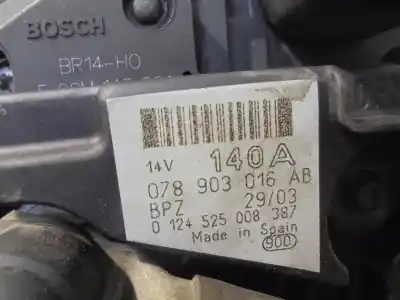 BOSCH
BR14-HO
14V 140A
078 903 016 AB
BPZ 29/03
0 124 525 008 387
Made in Spain
900